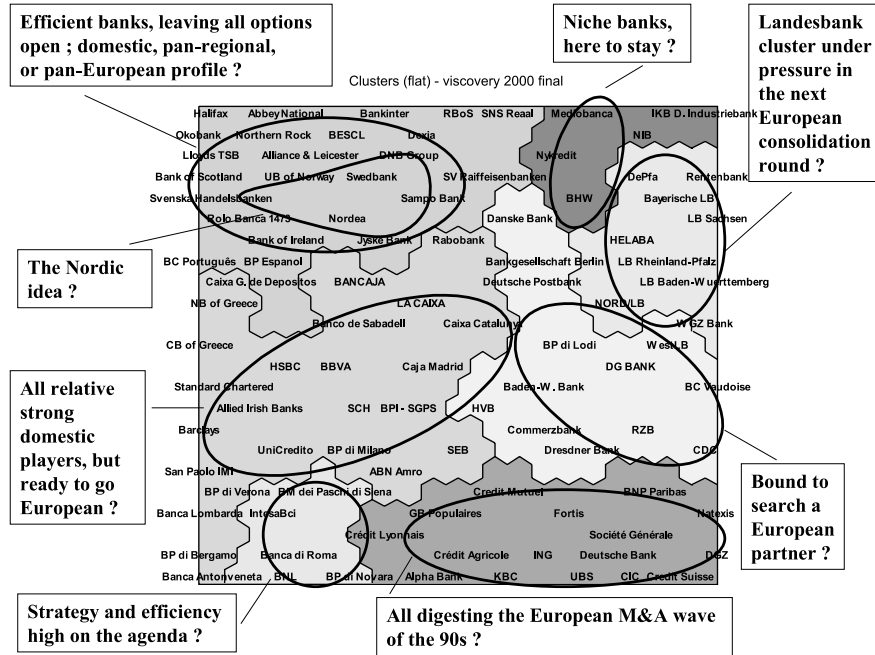 Efficient banks, leaving all options
open ; domestic, pan-regional,
or pan-European profile ?
Niche banks,
here to stay ?
Landesbank
cluster under
pressure in
the next
European
consolidation
round ?
Clusters (flat) - viscovery 2000 final
Halifax Abbey National Bankinter RBoS SNS Reaal Mediobanca IKB D. Industriebank
Okobank Northern Rock BESCL Dexia NIB
Lloyds TSB Alliance & Leicester DNB Group Nykredit
Bank of Scotland UB of Norway Swedbank SV Raiffeisenbanken DePfa Rentenbank
Svenska Handelsbanken Sampo Bank BHW Bayerische LB
Rolo Banca 1473 Nordea Danske Bank LB Sachsen
Bank of Ireland Jyske Bank Rabobank HELABA
BC Português BP Espanol Bankgesellschaft Berlin LB Rheinland-Pfalz
Caixa G. de Depositos BANCAJA Deutsche Postbank LB Baden-Wuerttemberg
NB of Greece LA CAIXA NORD/LB
Banco de Sabadell Caixa Catalunya WGZ Bank
CB of Greece BP di Lodi WestLB
HSBC BBVA Caja Madrid DG BANK
Standard Chartered Baden-W. Bank BC Vaudoise
Allied Irish Banks SCH BPI - SGPS HVB
Barclays Commerzbank RZB
UniCredito BP di Milano SEB Dresdner Bank CDC
San Paolo IMI ABN Amro
BP di Verona BM dei Paschi di Siena Credit Mutuel BNP Paribas
Banca Lombarda IntesaBci GB Populaires Fortis Natexis
Crédit Lyonnais Société Générale
BP di Bergamo Banca di Roma Crédit Agricole ING Deutsche Bank DGZ
Banca Antonveneta BNL BP di Novara Alpha Bank KBC UBS CIC Credit Suisse
The Nordic
idea ?
All relative
strong
domestic
players, but
ready to go
European ?
Bound to
search a
European
partner ?
Strategy and efficiency
high on the agenda ?
All digesting the European M&A wave
of the 90s ?